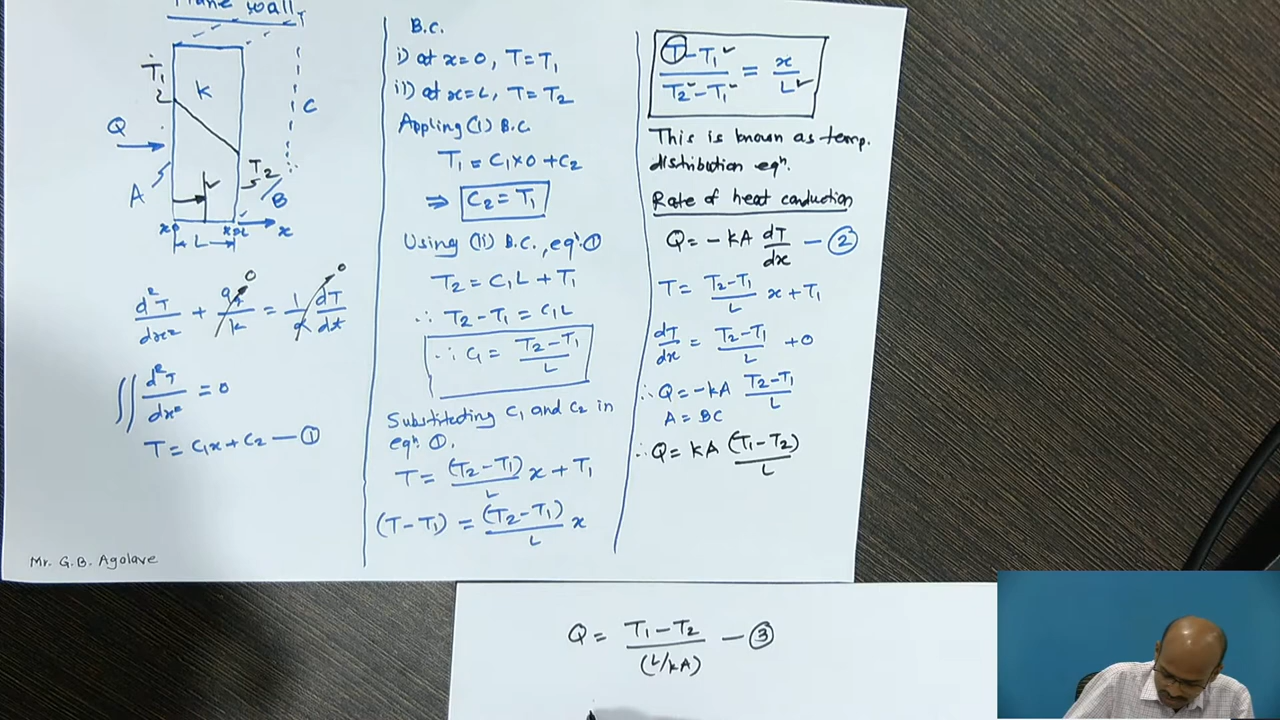 Plane wall
T₁
k
Q
C
T₂
A
B
x=0
x=L
x
L
d²T/dx² + q_g/k = 1/α dT/dt
0
0
∬ d²T/dx² = 0
T = C₁x + C₂ — ①
Mr. G. B. Agolave
B.C.
i) at x=0, T=T₁
ii) at x=L, T=T₂
Appling (i) B.C.
T₁ = C₁×0 + C₂
⇒ C₂ = T₁
Using (ii) B.C., eqⁿ ①
T₂ = C₁L + T₁
∴ T₂ − T₁ = C₁L
∴ C₁ = (T₂ − T₁)/L
Substituting C₁ and C₂ in
eqⁿ ①.
T = (T₂ − T₁)/L x + T₁
(T − T₁) = (T₂ − T₁)/L x
(T − T₁)/(T₂ − T₁) = x/L
This is known as temp.
distribution eqⁿ.
Rate of heat conduction
Q = −kA dT/dx — ②
T = (T₂ − T₁)/L x + T₁
dT/dx = (T₂ − T₁)/L + 0
∴ Q = −kA (T₂ − T₁)/L
A = BC
∴ Q = kA (T₁ − T₂)/L
Q = (T₁ − T₂)/(L/kA) — ③